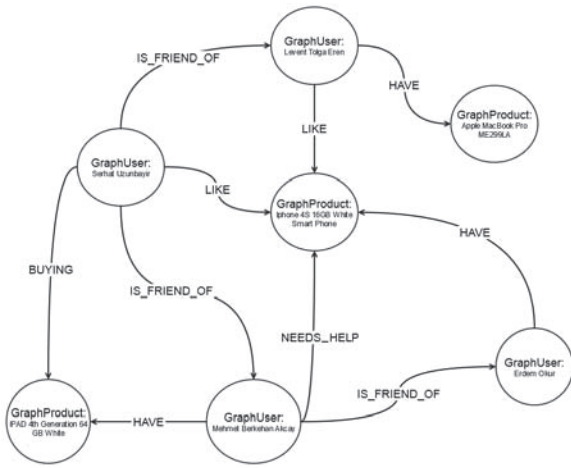 GraphUser:
Levent Tolga Eren
IS_FRIEND_OF
HAVE
GraphProduct:
Apple MacBook Pro
ME299LA
LIKE
GraphUser:
Serhat Uzunbayir
LIKE
GraphProduct:
Iphone 4S 16GB White
Smart Phone
HAVE
BUYING
IS_FRIEND_OF
NEEDS_HELP
GraphUser:
Erdem Okur
IS_FRIEND_OF
GraphProduct:
IPAD 4th Generation 64
GB White
HAVE
GraphUser:
Mehmet Berkehan Akcay